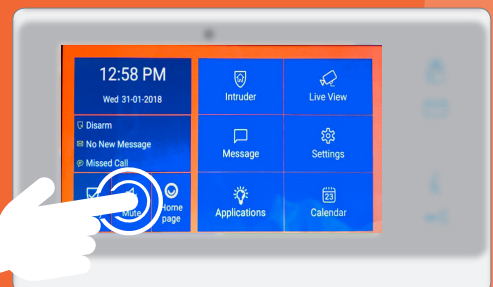 12:58 PM
Wed 31-01-2018
Disarm
No New Message
Missed Call
Mute
Home
page
Intruder
Live View
Message
Settings
Applications
23
Calendar